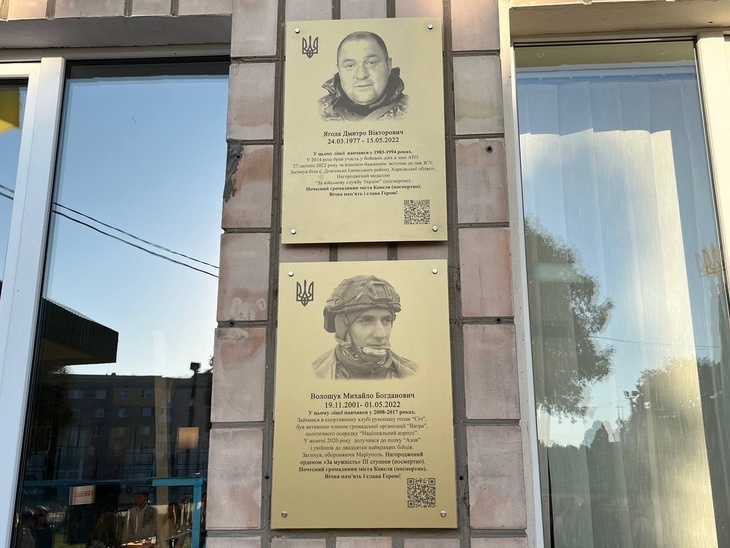 Ягода Дмитро Вікторович
24.03.1977 - 15.05.2022
У цьому ліцеї навчався у 1983-1994 роках.
У 2014 році брав участь у бойових діях в зоні АТО.
27 лютого 2022 року за власним бажанням вступив до лав ЗСУ.
Загинув біля с. Довгеньке Ізюмського району Харківської області.
Нагороджений медаллю
"За військову службу Україні" (посмертно).
Почесний громадянин міста Ковеля (посмертно).
Вічна пам'ять і слава Герою!
Волошук Михайло Богданович
19.11.2001- 01.05.2022
У цьому ліцеї навчався у 2008-2017 роках.
Займався в спортивному клубі рукопашу гопак "Січ",
був активним членом громадської організації "Ватра",
політичного осередку "Національний корпус".
У жовтні 2020 року долучився до полку "Азов"
і увійшов до двадцятки найкращих бійців.
Загинув, обороняючи Маріуполь. Нагороджений
орденом «За мужність» ІІІ ступеня (посмертно).
Почесний громадянин міста Ковеля (посмертно).
Вічна пам'ять і слава Герою!